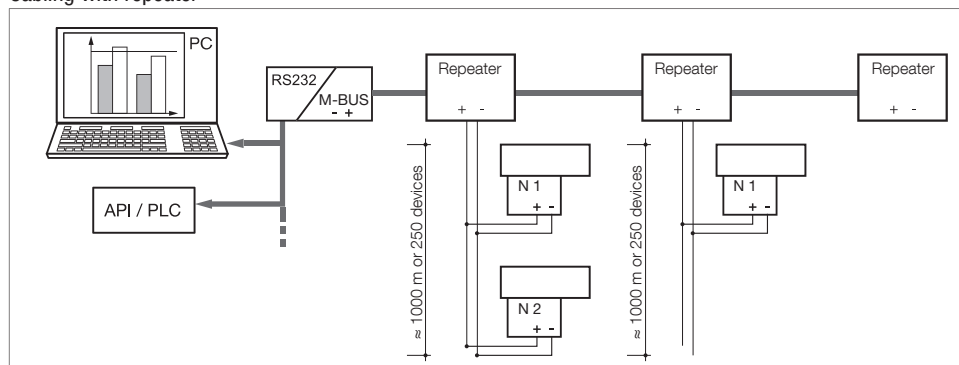 Cabling with repeater
PC
RS232
M-BUS
- +
API / PLC
Repeater
+ -
Repeater
+ -
Repeater
+ -
≈ 1000 m or 250 devices
N 1
+ -
N 2
+ -
≈ 1000 m or 250 devices
N 1
+ -